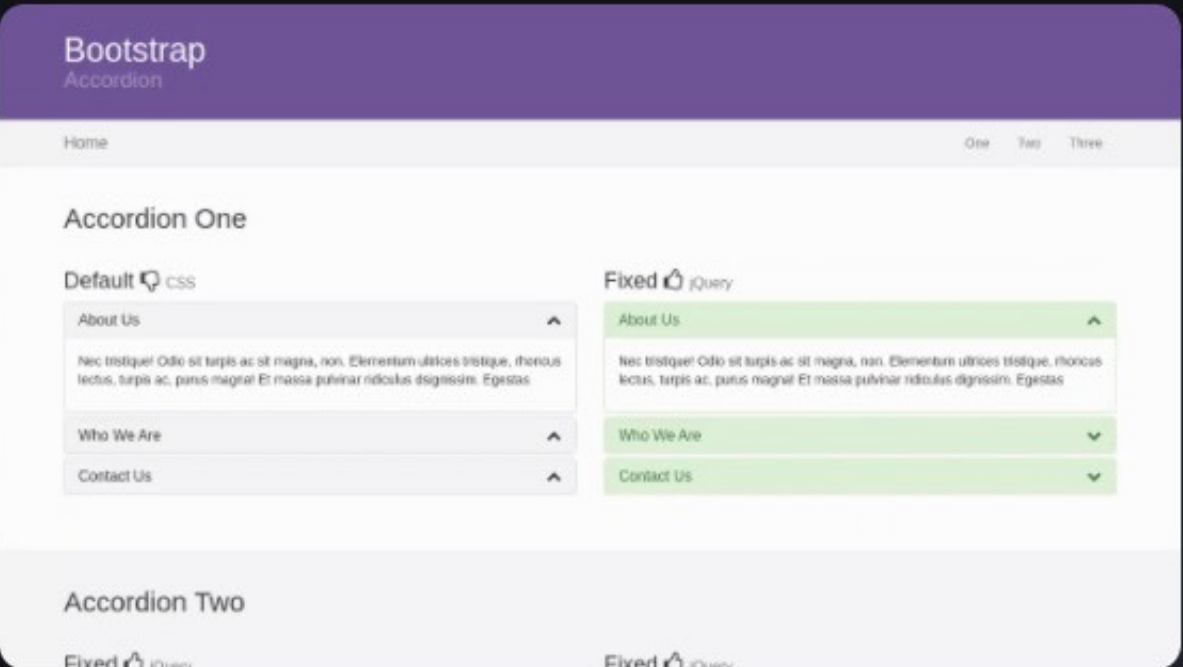 Bootstrap
Accordion
Home
One Two Three
Accordion One
Default CSS
About Us
Nec tristique! Odio sit turpis ac sit magna, non. Elementum ultrices tristique, rhoncus
lectus, turpis ac, purus magna! Et massa pulvinar ridiculus dsignissim. Egestas
Who We Are
Contact Us
Fixed jQuery
About Us
Nec tristique! Odio sit turpis ac sit magna, non. Elementum ultrices tristique, rhoncus
lectus, turpis ac, purus magna! Et massa pulvinar ridiculus dignissim. Egestas
Who We Are
Contact Us
Accordion Two
Fixed jQuery
Fixed jQuery